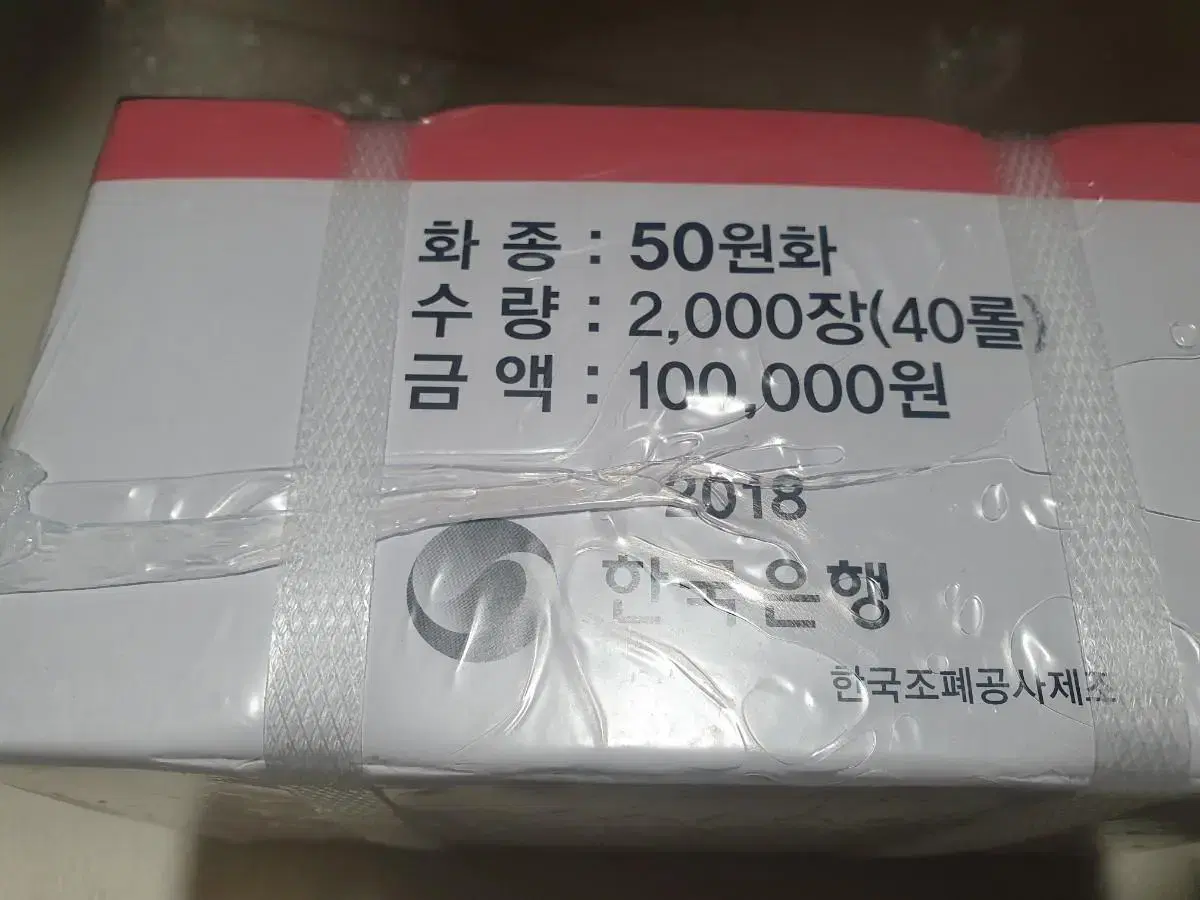 화 종 : 50원화
수 량 : 2,000장(40롤)
금 액 : 100,000원
2018
한국은행
한국조폐공사제조